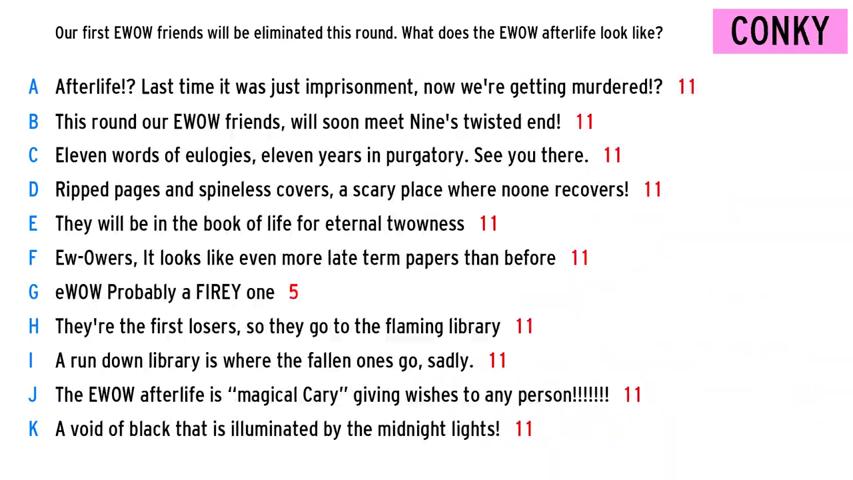 Our first EWOW friends will be eliminated this round. What does the EWOW afterlife look like?
CONKY
A Afterlife!? Last time it was just imprisonment, now we're getting murdered!? 11
B This round our EWOW friends, will soon meet Nine's twisted end! 11
C Eleven words of eulogies, eleven years in purgatory. See you there. 11
D Ripped pages and spineless covers, a scary place where noone recovers! 11
E They will be in the book of life for eternal twowness 11
F Ew-Owers, It looks like even more late term papers than before 11
G eWOW Probably a FIREY one 5
H They're the first losers, so they go to the flaming library 11
I A run down library is where the fallen ones go, sadly. 11
J The EWOW afterlife is “magical Cary” giving wishes to any person!!!!!!! 11
K A void of black that is illuminated by the midnight lights! 11